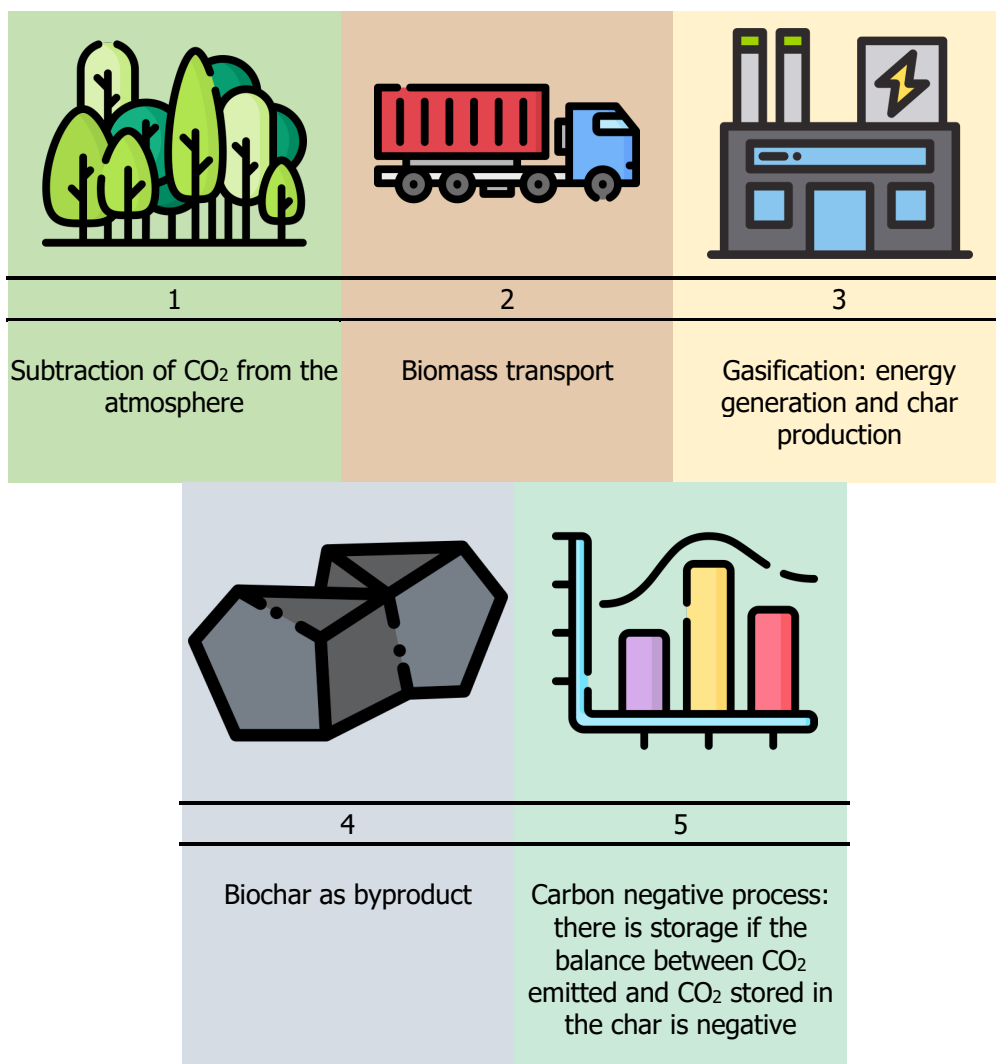 1
2
3
Subtraction of CO₂ from the
atmosphere
Biomass transport
Gasification: energy
generation and char
production
4
5
Biochar as byproduct
Carbon negative process:
there is storage if the
balance between CO₂
emitted and CO₂ stored in
the char is negative